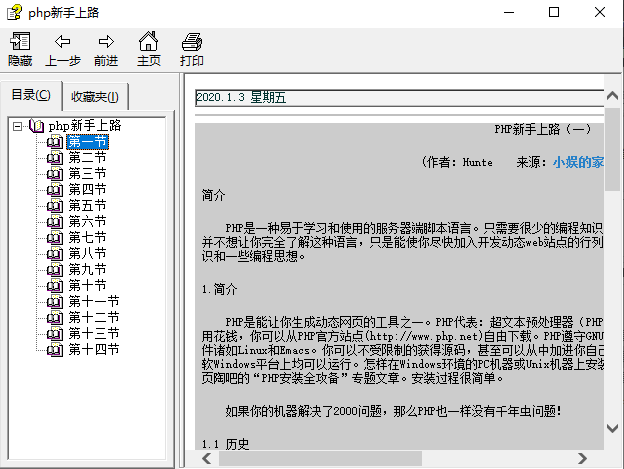 php新手上路
隐藏 上一步 前进 主页 打印
目录(C) 收藏夹(I)
php新手上路
第一节
第二节
第三节
第四节
第五节
第六节
第七节
第八节
第九节
第十节
第十一节
第十二节
第十三节
第十四节
2020.1.3 星期五
PHP新手上路（一）
(作者：Hunte 来源：小娱的家
简介
PHP是一种易于学习和使用的服务器端脚本语言。只需要很少的编程知识
并不想让你完全了解这种语言，只是能使你尽快加入开发动态web站点的行列
识和一些编程思想。
1.简介
PHP是能让你生成动态网页的工具之一。PHP代表：超文本预处理器（PHP
用花钱，你可以从PHP官方站点(http://www.php.net)自由下载。PHP遵守GNU
件诸如Linux和Emacs。你可以不受限制的获得源码，甚至可以从中加进你自己
软Windows平台上均可以运行。怎样在Windows环境的PC机器或Unix机器上安装
页陶吧的“PHP安装全攻备”专题文章。安装过程很简单。
如果你的机器解决了2000问题，那么PHP也一样没有千年虫问题！
1.1 历史